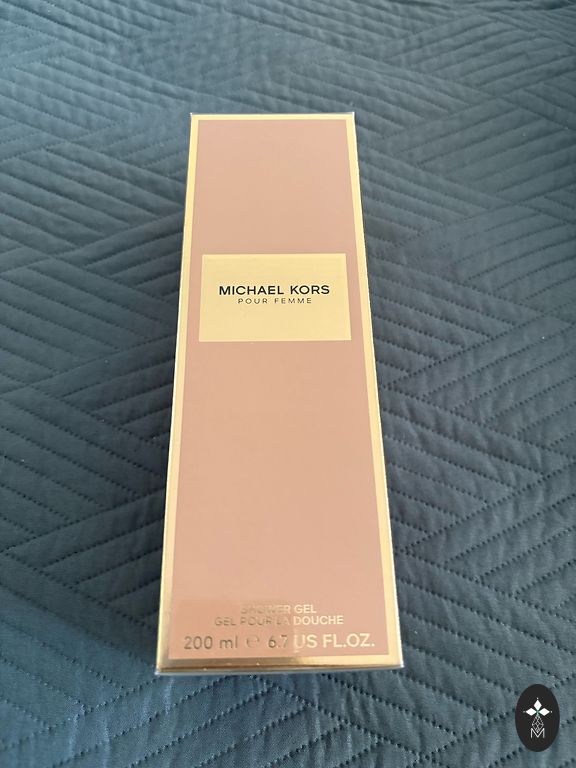 MICHAEL KORS
POUR FEMME
SHOWER GEL
GEL POUR LA DOUCHE
200 ml ℮ 6.7 US FL.OZ.
M